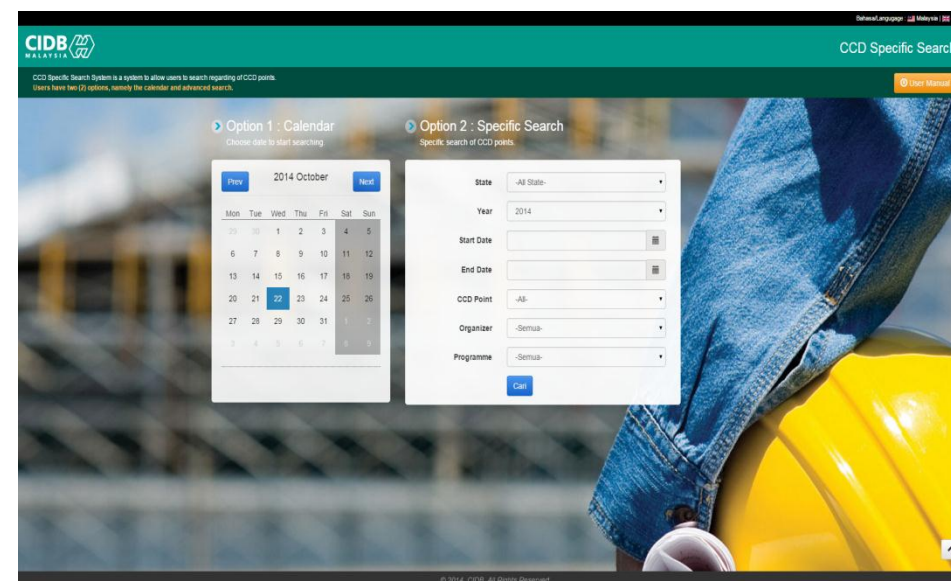 Bahasa/Langugage : Malaysia |
CIDB
MALAYSIA
CCD Specific Search
CCD Specific Search System is a system to allow users to search regarding of CCD points.
Users have two (2) options, namely the calendar and advanced search.
User Manual
Option 1 : Calendar
Choose date to start searching.
Prev
2014 October
Next
Mon Tue Wed Thu Fri Sat Sun
29 30 1 2 3 4 5
6 7 8 9 10 11 12
13 14 15 16 17 18 19
20 21 22 23 24 25 26
27 28 29 30 31 1 2
3 4 5 6 7 8 9
Option 2 : Specific Search
Specific search of CCD points.
State -All State-
Year 2014
Start Date
End Date
CCD Point -All-
Organizer -Semua-
Programme -Semua-
Cari
© 2014, CIDB. All Rights Reserved